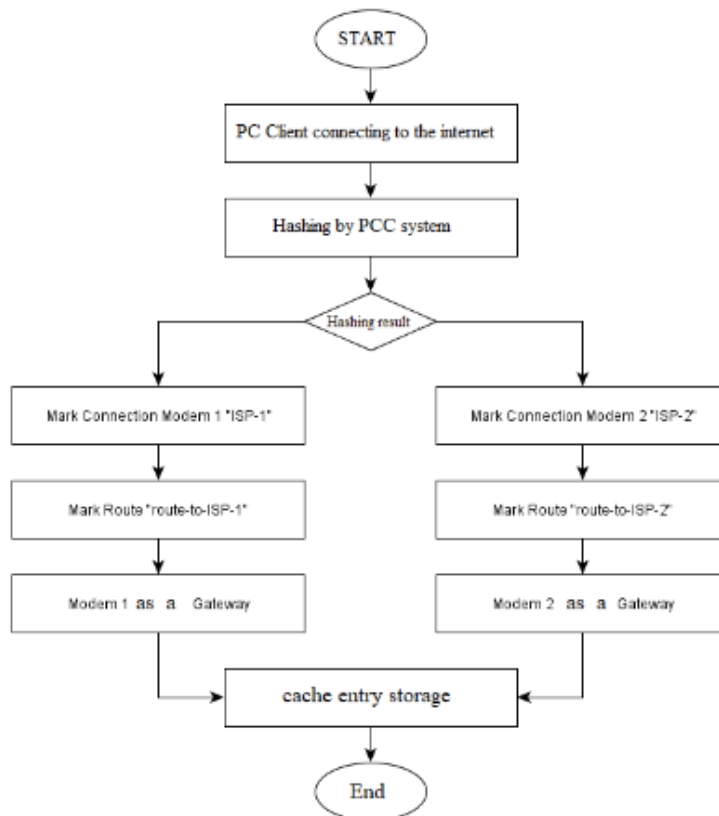 START
PC Client connecting to the internet
Hashing by PCC system
Hashing result
Mark Connection Modem 1 "ISP-1"
Mark Connection Modem 2 "ISP-2"
Mark Route "route-to-ISP-1"
Mark Route "route-to-ISP-2"
Modem 1 as a Gateway
Modem 2 as a Gateway
cache entry storage
End